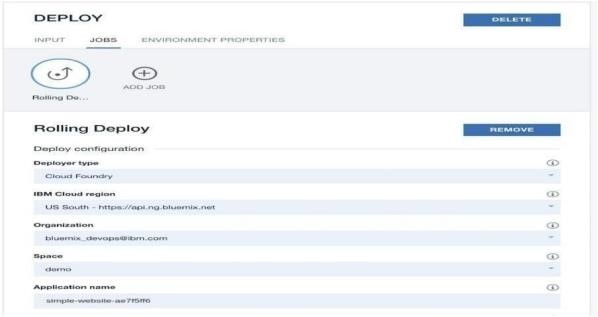 DEPLOY
DELETE
INPUT JOBS ENVIRONMENT PROPERTIES
Rolling De...
ADD JOB
Rolling Deploy
REMOVE
Deploy configuration
Deployer type
Cloud Foundry
IBM Cloud region
US South - https://api.ng.bluemix.net
Organization
bluemix_devops@ibm.com
Space
demo
Application name
simple-website-ae7f5ff6